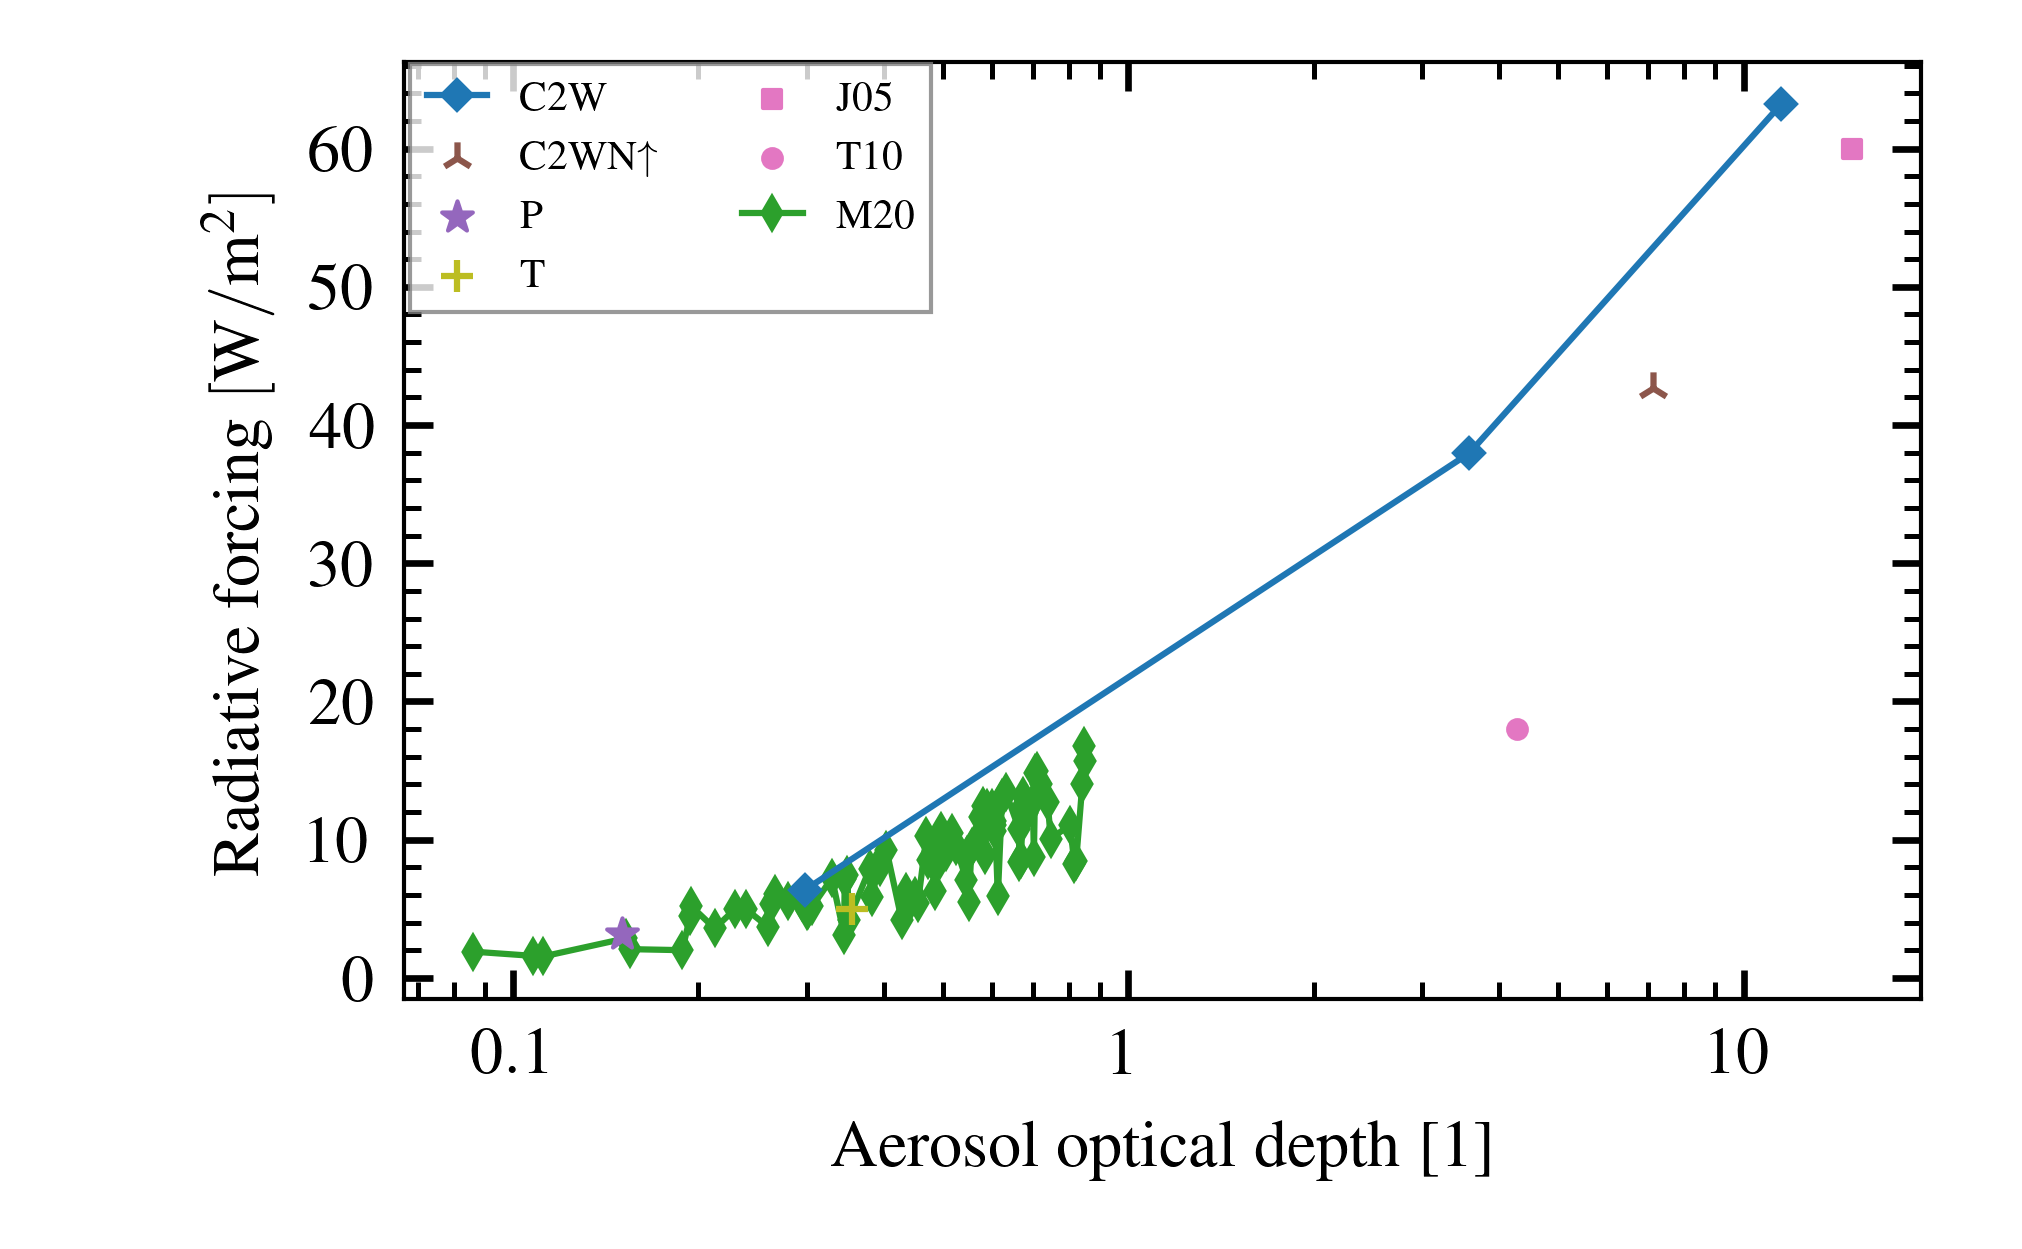 C2W
C2WN↑
P
T
J05
T10
M20
Radiative forcing [W/m²]
60
50
40
30
20
10
0
0.1
1
10
Aerosol optical depth [1]